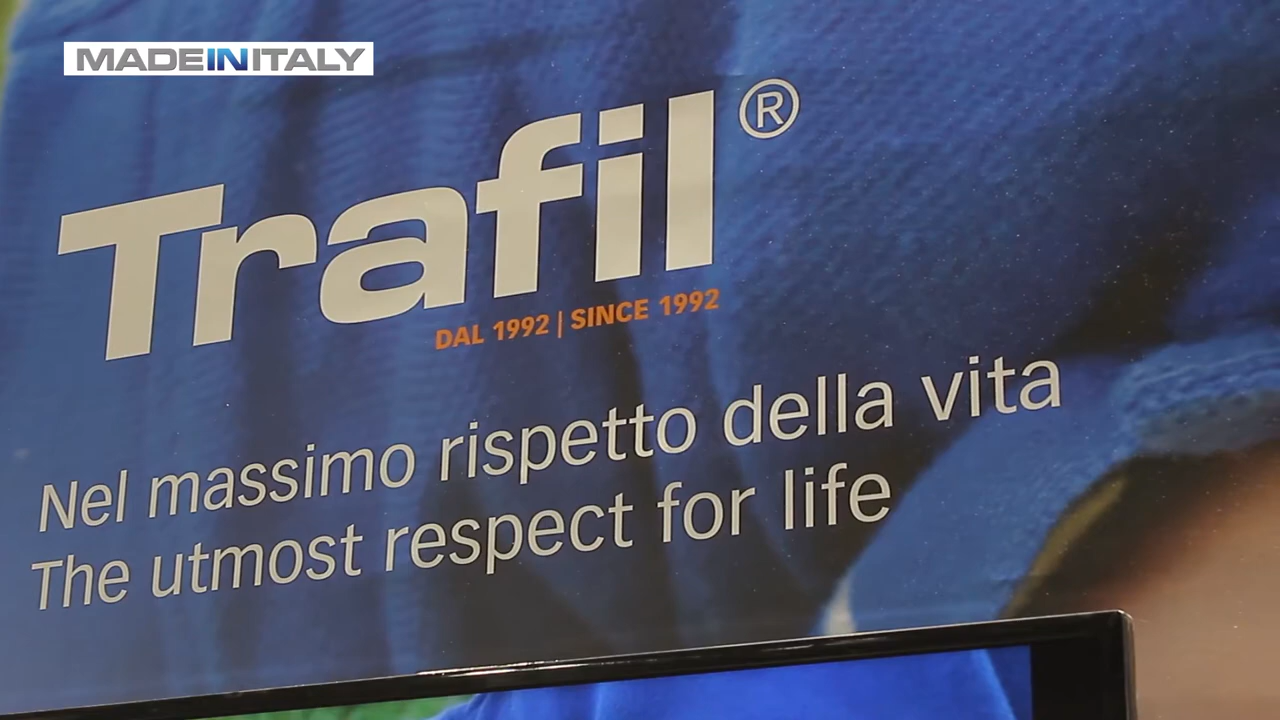 MADEINITALY
Trafil®
DAL 1992 | SINCE 1992
Nel massimo rispetto della vita
The utmost respect for life